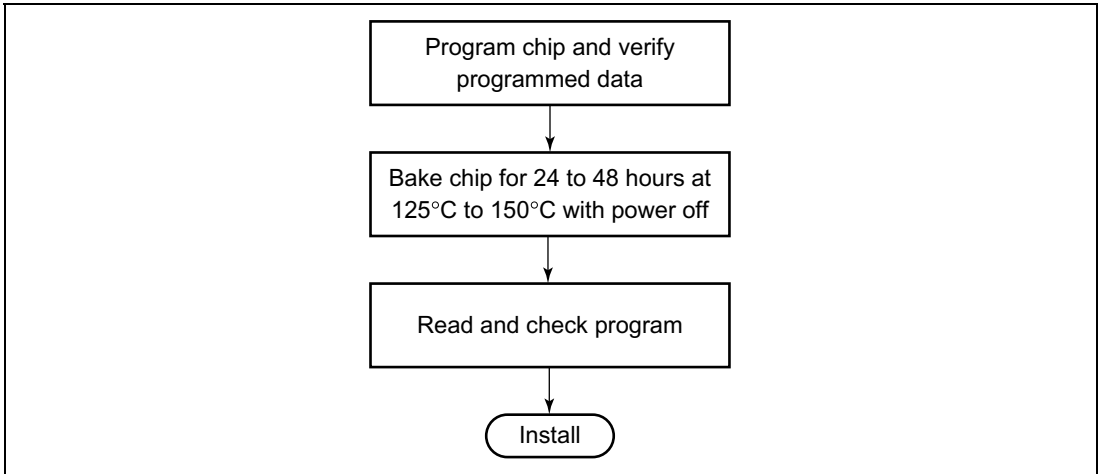 Program chip and verify
programmed data
Bake chip for 24 to 48 hours at
125°C to 150°C with power off
Read and check program
Install